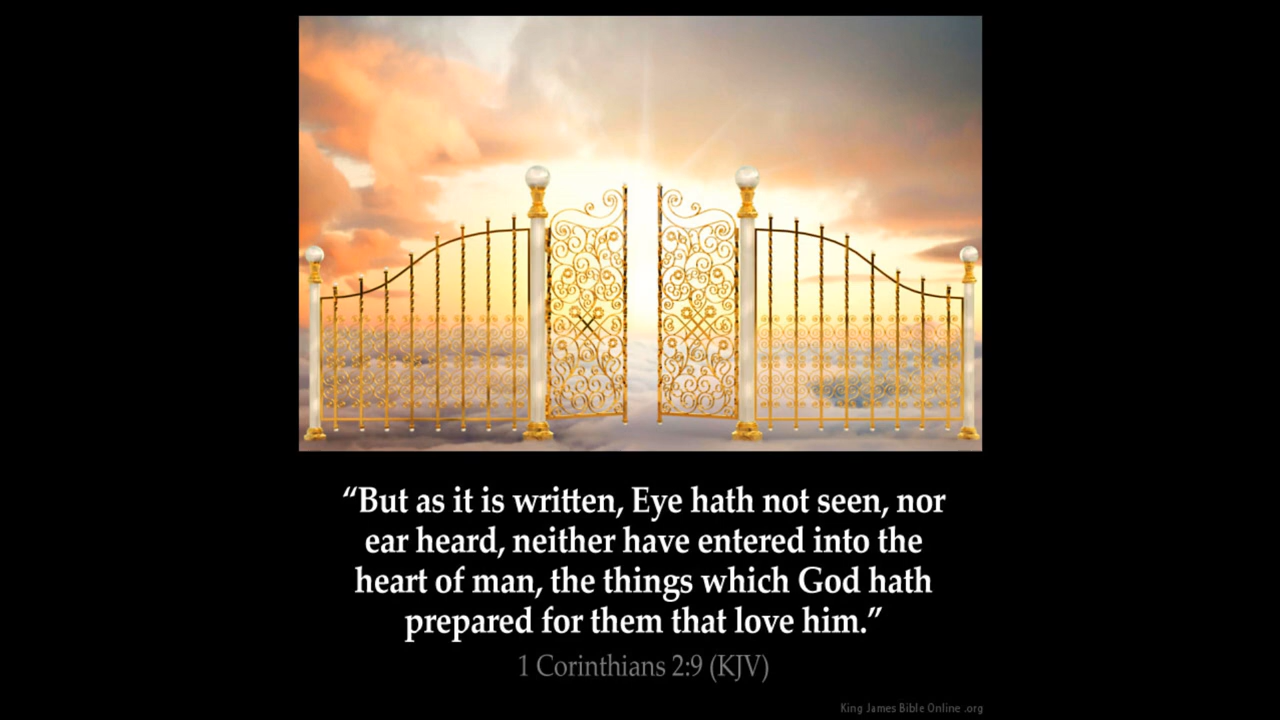 “But as it is written, Eye hath not seen, nor
ear heard, neither have entered into the
heart of man, the things which God hath
prepared for them that love him.”
1 Corinthians 2:9 (KJV)
King James Bible Online .org